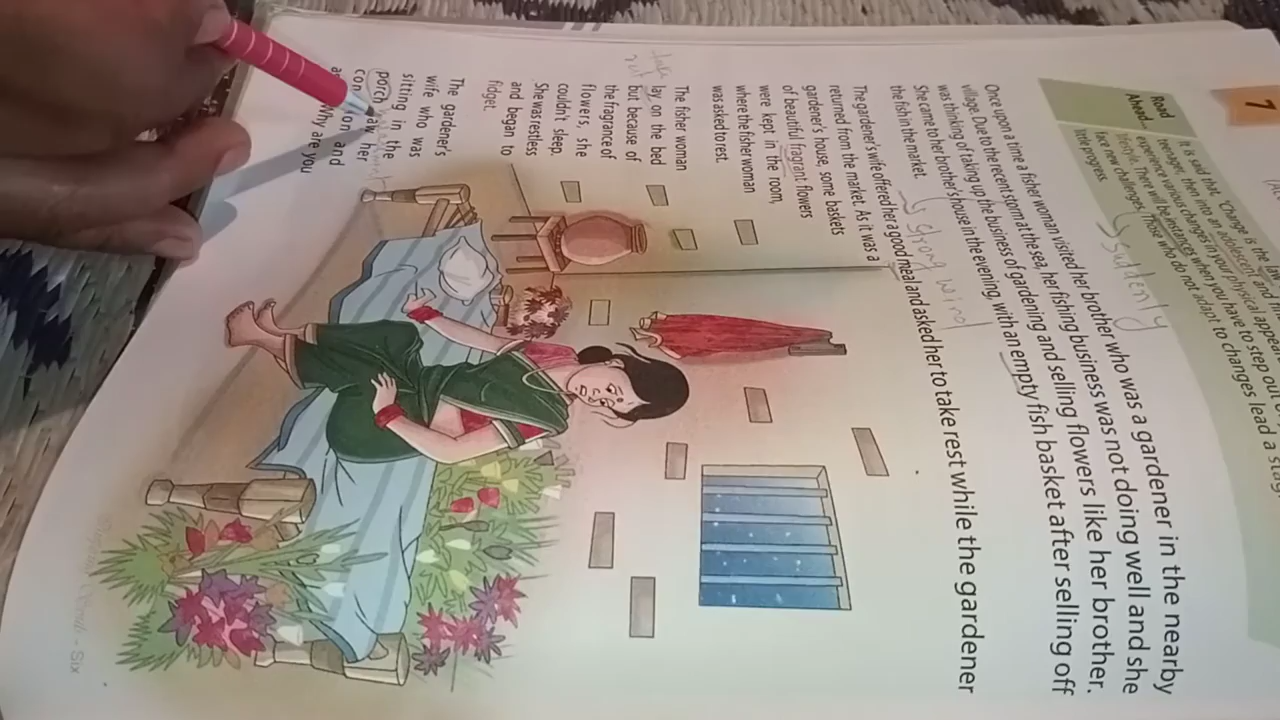 7
Road
Ahead
It is said that, "Change is the
teenager, then into an adolescent and
experience various changes in your physical
lifestyle. There will be instances when you have to step out
face new challenges. Those who do not adapt to changes lead a
little progress.
suddenly
Once upon a time a fisher woman visited her brother who was a gardener in the nearby
village. Due to the recent storm at the sea, her fishing business was not doing well and she
was thinking of taking up the business of gardening and selling flowers like her brother.
She came to her brother's house in the evening, with an empty fish basket after selling off
the fish in the market.
strong wind
The gardener's wife offered her a good meal and asked her to take rest while the gardener
returned from the market. As it was a
gardener's house, some baskets
of beautiful fragrant flowers
were kept in the room,
where the fisher woman
was asked to rest.
The fisher woman
lay on the bed
but because of
the fragrance of
flowers, she
couldn't sleep.
She was restless
and began to
fidget.
take
rest
The gardener's
wife who was
sitting in the
porch saw her
and
Why are you
- Six